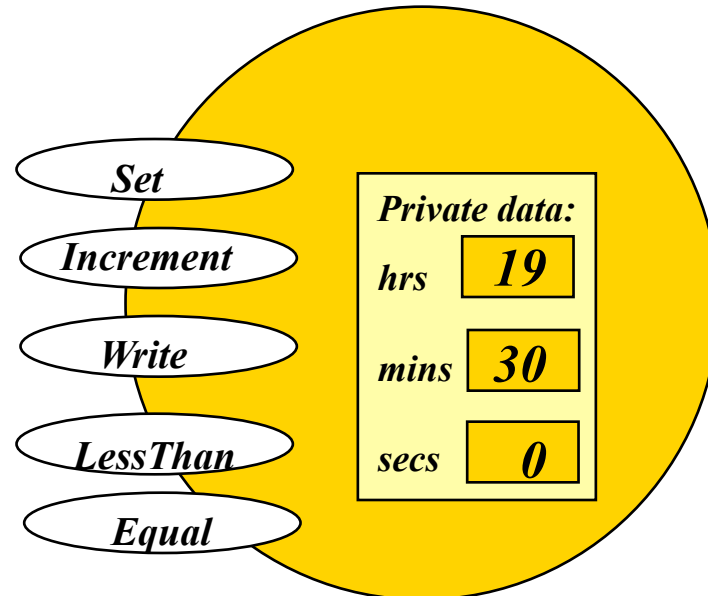 Set
Increment
Write
LessThan
Equal
Private data:
hrs 19
mins 30
secs 0